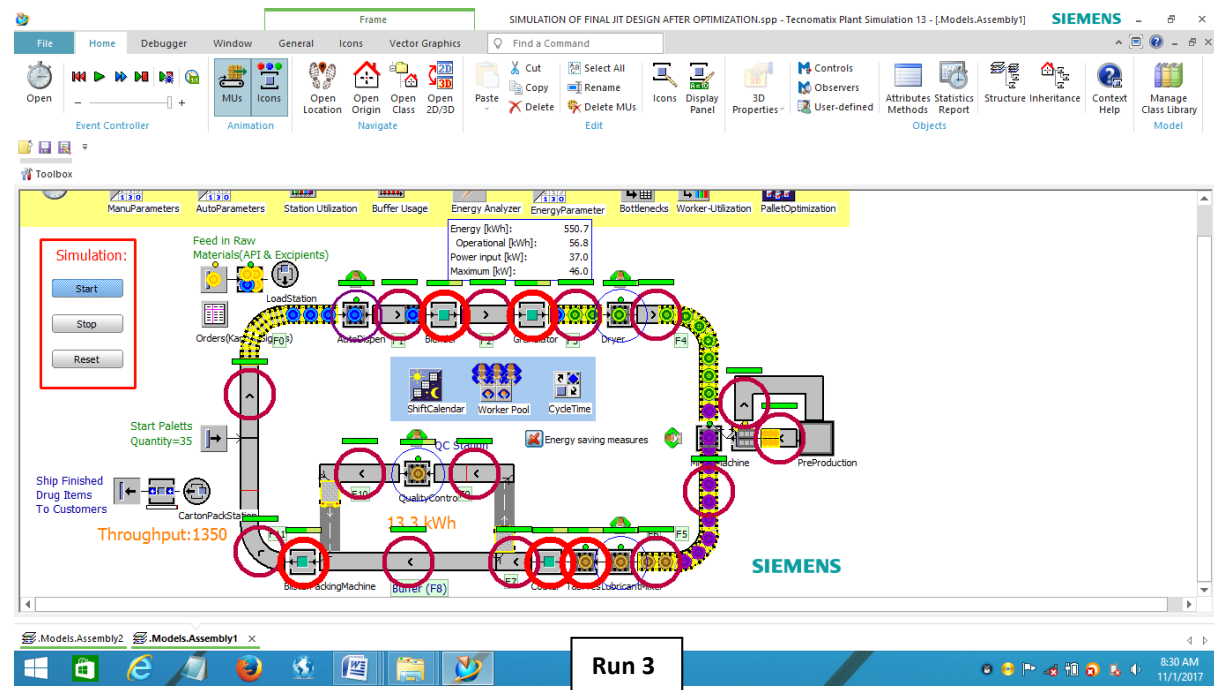 Frame
SIMULATION OF FINAL JIT DESIGN AFTER OPTIMIZATION.spp - Tecnomatix Plant Simulation 13 - [.Models.Assembly1]
SIEMENS
File Home Debugger Window General Icons Vector Graphics Find a Command
Open
MUs Icons
Open Location
Open Origin
Open Class
Open 2D/3D
Paste
Cut
Copy
Delete
Select All
Rename
Delete MUs
Icons
Display Panel
3D Properties
Controls
Observers
User-defined
Attributes Methods
Statistics Report
Structure
Inheritance
Context Help
Manage Class Library
Event Controller Animation Navigate Edit Objects Model
Toolbox
ManuParameters AutoParameters Station Utilization Buffer Usage Energy Analyzer EnergyParameter Bottlenecks Worker-Utilization PalletOptimization
Energy [kWh]: 550.7
Operational [kWh]: 56.8
Power input [kW]: 37.0
Maximum [kW]: 46.0
Simulation:
Start
Stop
Reset
Feed in Raw
Materials(API & Excipients)
LoadStation
F0
F1
F2
F3
Dryer
F4
ShiftCalendar Worker Pool CycleTime
Start Paletts
Quantity=35
Energy saving measures
QC Station
PreProduction
QualityControl
Ship Finished
Drug Items
To Customers
CartonPackStation
Throughput:1350
13.3 kWh
F5
F7
Buffer (F8)
SIEMENS
.Models.Assembly2 .Models.Assembly1
Run 3
8:30 AM
11/1/2017